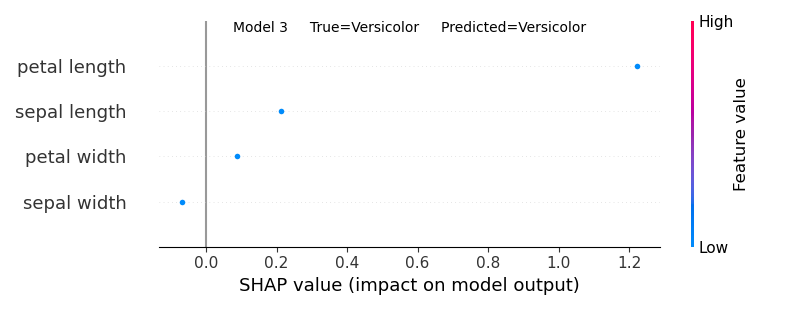 Model 3 True=Versicolor Predicted=Versicolor
High
petal length
sepal length
petal width
sepal width
Feature value
Low
0.0 0.2 0.4 0.6 0.8 1.0 1.2
SHAP value (impact on model output)